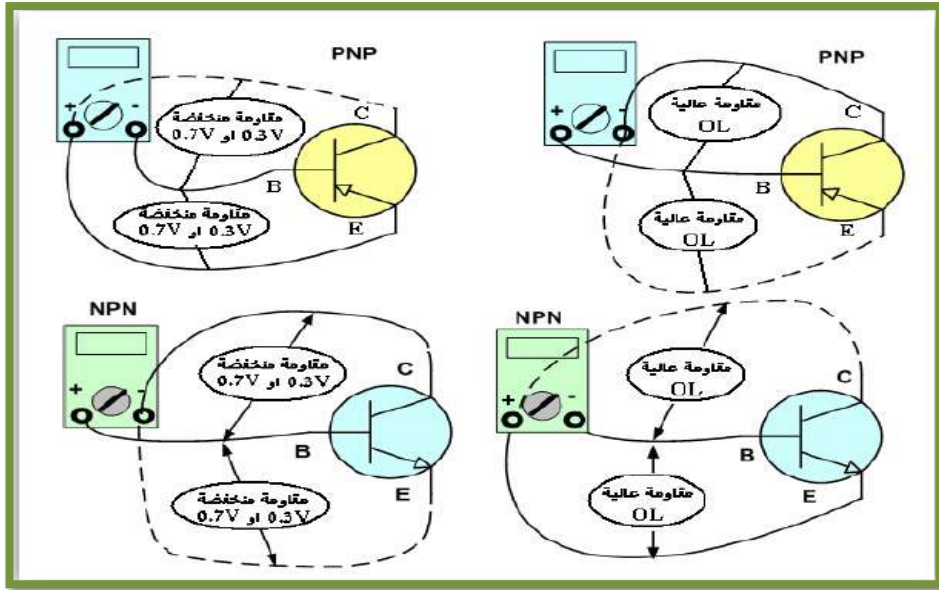 PNP
+ -
مقاومة منخفضة
0.3V او 0.7V
C
B
مقاومة منخفضة
0.3V او 0.7V
E
PNP
+ -
مقاومة عالية
OL
C
B
مقاومة عالية
OL
E
NPN
+ -
مقاومة منخفضة
0.3V او 0.7V
C
B
مقاومة منخفضة
0.3V او 0.7V
E
NPN
+ -
مقاومة عالية
OL
C
B
مقاومة عالية
OL
E